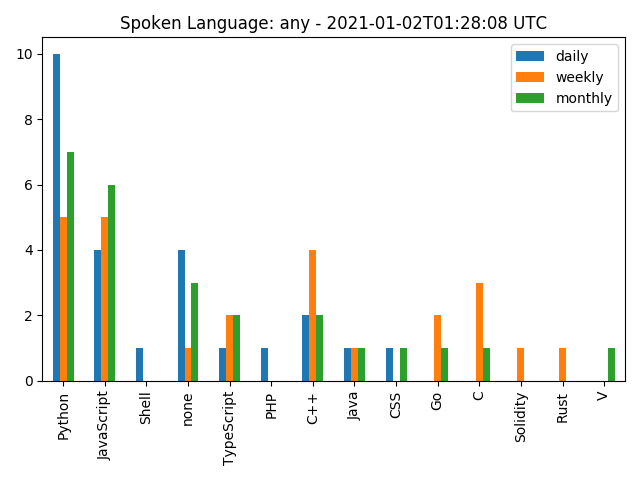 Spoken Language: any - 2021-01-02T01:28:08 UTC
daily
weekly
monthly
10
8
6
4
2
0
Python
JavaScript
Shell
none
TypeScript
PHP
C++
Java
CSS
Go
C
Solidity
Rust
V